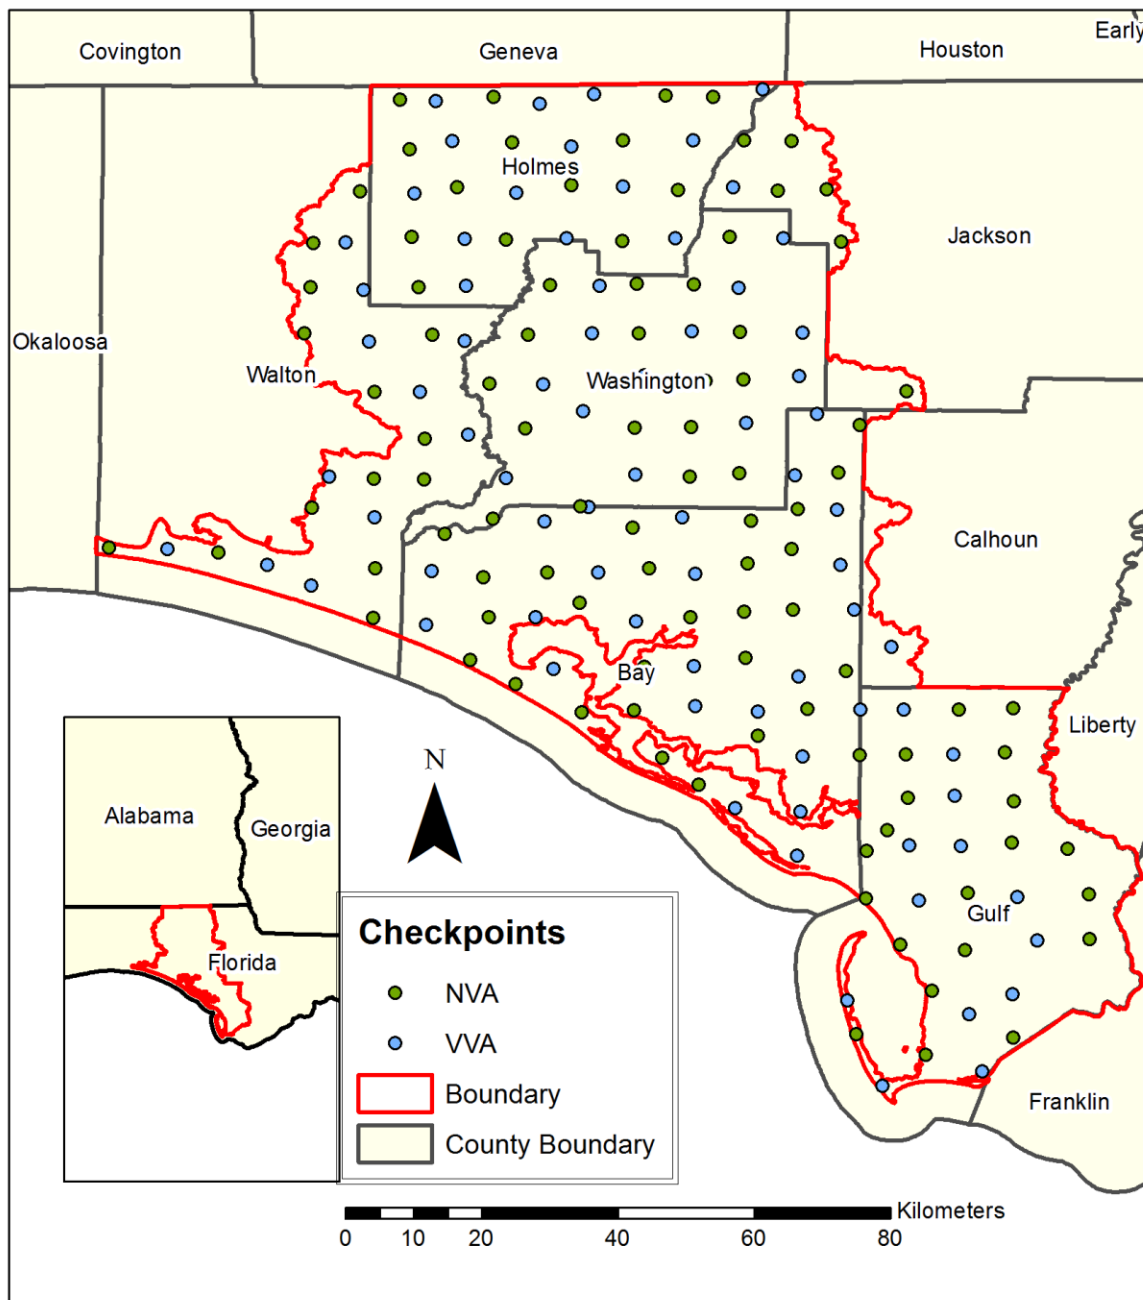 Covington
Geneva
Houston
Early
Holmes
Jackson
Okaloosa
Walton
Washington
Calhoun
Bay
Liberty
N
Alabama
Georgia
Florida
Gulf
Franklin
Checkpoints
NVA
VVA
Boundary
County Boundary
Kilometers
0 10 20 40 60 80